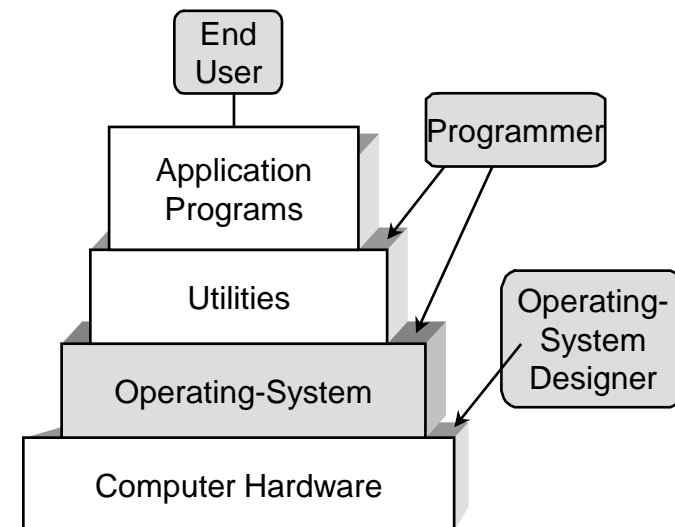 End
User
Programmer
Application
Programs
Utilities
Operating-
System
Designer
Operating-System
Computer Hardware